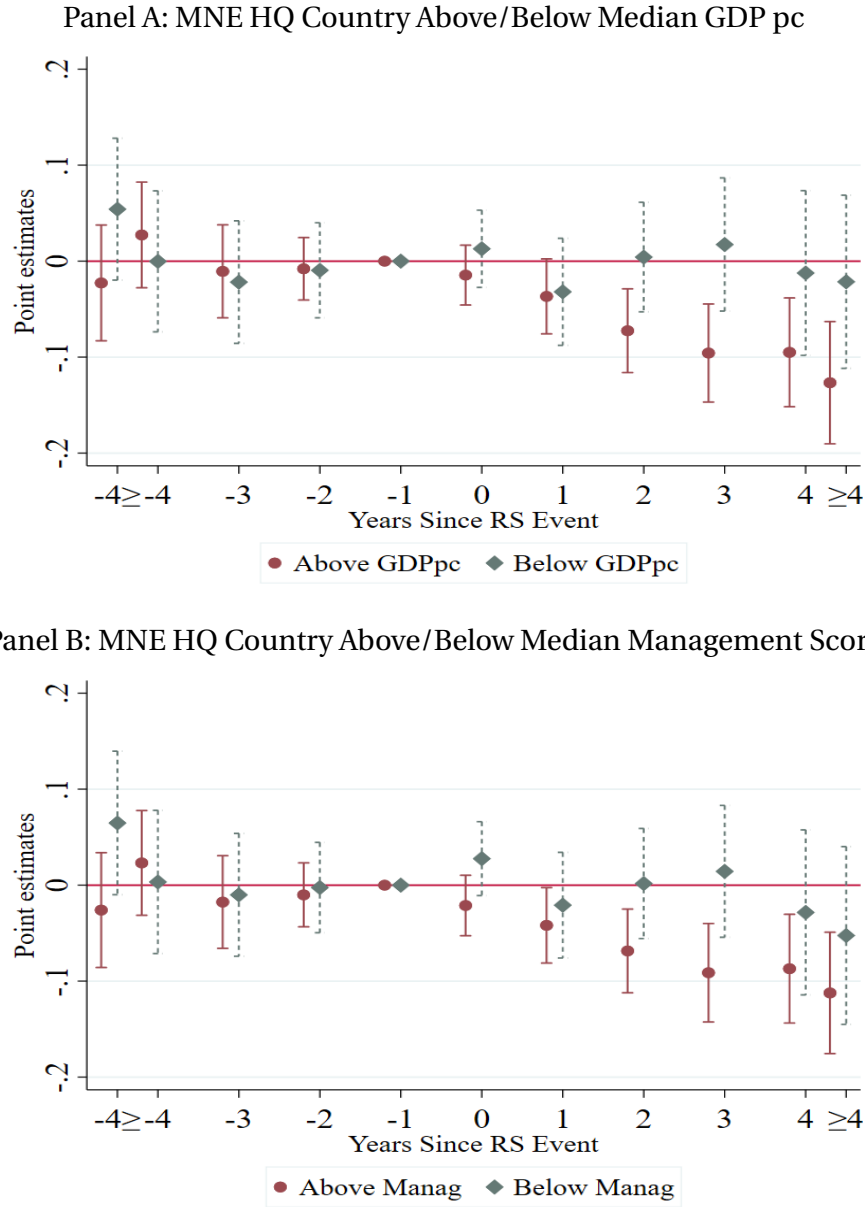 Panel A: MNE HQ Country Above/Below Median GDP pc
.2
.1
0
-.1
-.2
Point estimates
-4≥ -4 -3 -2 -1 0 1 2 3 4 ≥4
Years Since RS Event
Above GDPpc Below GDPpc
Panel B: MNE HQ Country Above/Below Median Management Scor
.2
.1
0
-.1
-.2
Point estimates
-4≥ -4 -3 -2 -1 0 1 2 3 4 ≥4
Years Since RS Event
Above Manag Below Manag